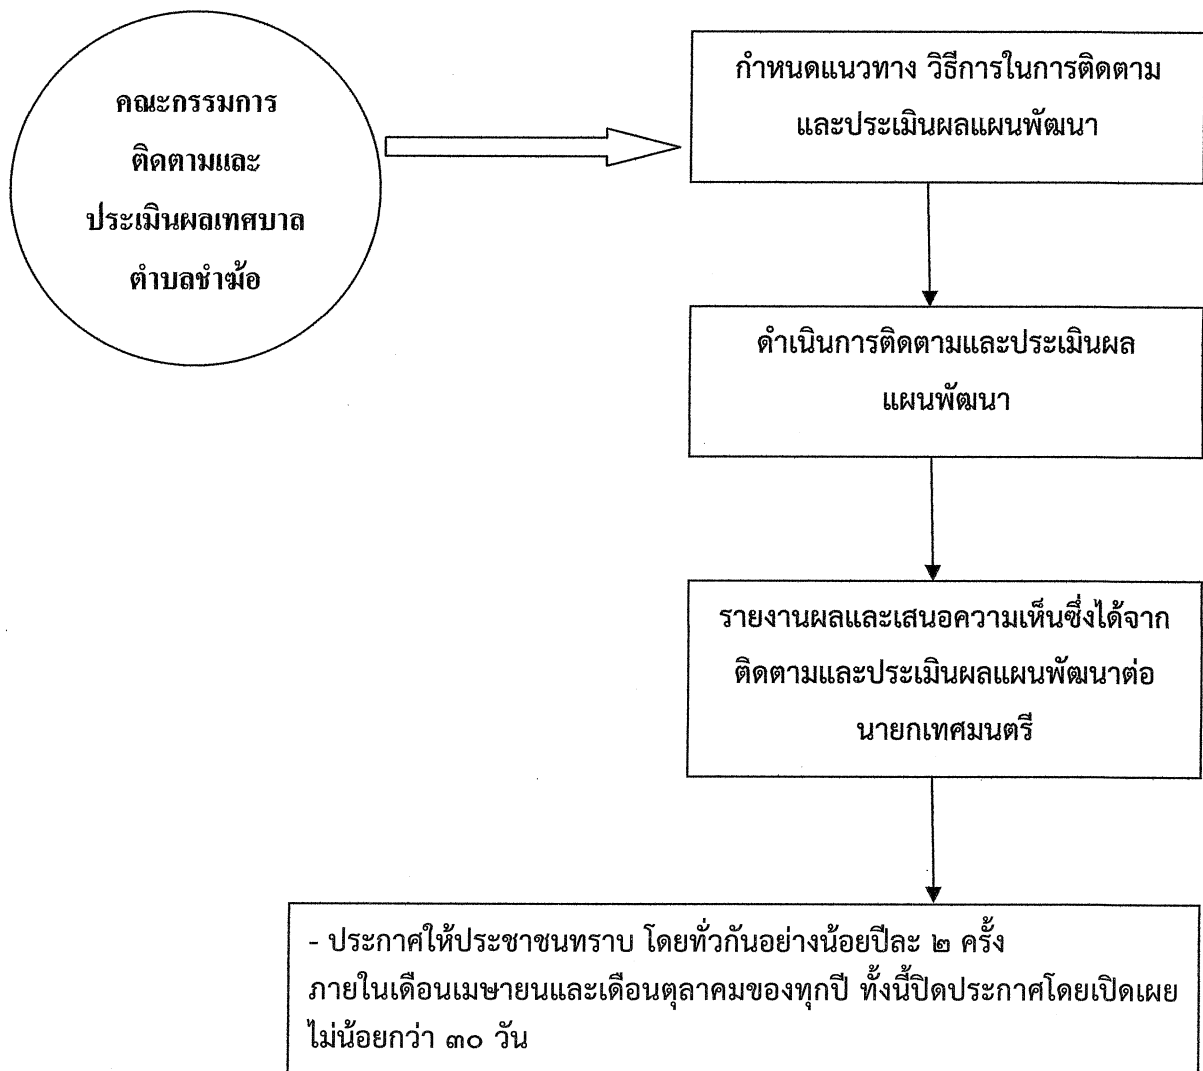 คณะกรรมการ
ติดตามและ
ประเมินผลเทศบาล
ตำบลชำฆ้อ
กำหนดแนวทาง วิธีการในการติดตาม
และประเมินผลแผนพัฒนา
ดำเนินการติดตามและประเมินผล
แผนพัฒนา
รายงานผลและเสนอความเห็นซึ่งได้จาก
ติดตามและประเมินผลแผนพัฒนาต่อ
นายกเทศมนตรี
- ประกาศให้ประชาชนทราบ โดยทั่วกันอย่างน้อยปีละ ๒ ครั้ง
ภายในเดือนเมษายนและเดือนตุลาคมของทุกปี ทั้งนี้ปิดประกาศโดยเปิดเผย
ไม่น้อยกว่า ๓๐ วัน